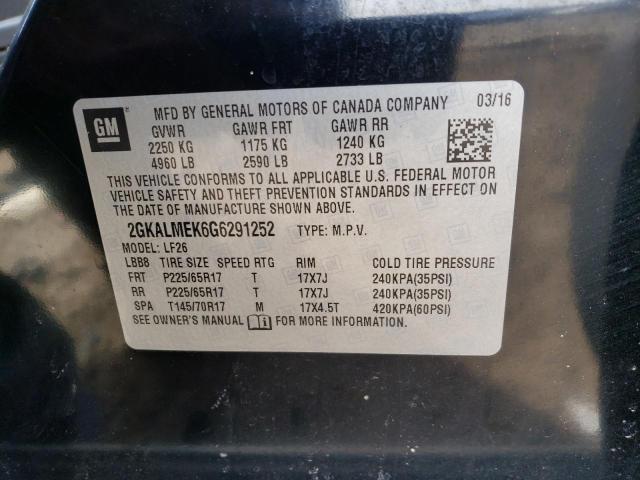 GM
MFD BY GENERAL MOTORS OF CANADA COMPANY 03/16
GVWR GAWR FRT GAWR RR
2250 KG 1175 KG 1240 KG
4960 LB 2590 LB 2733 LB
THIS VEHICLE CONFORMS TO ALL APPLICABLE U.S. FEDERAL MOTOR
VEHICLE SAFETY AND THEFT PREVENTION STANDARDS IN EFFECT ON
THE DATE OF MANUFACTURE SHOWN ABOVE.
2GKALMEK6G6291252 TYPE: M.P.V.
MODEL: LF26
LBB8 TIRE SIZE SPEED RTG RIM COLD TIRE PRESSURE
FRT P225/65R17 T 17X7J 240KPA(35PSI)
RR P225/65R17 T 17X7J 240KPA(35PSI)
SPA T145/70R17 M 17X4.5T 420KPA(60PSI)
SEE OWNER'S MANUAL FOR MORE INFORMATION.